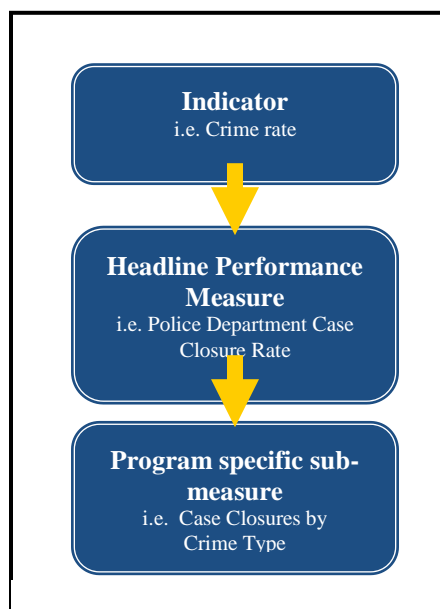 Indicator
i.e. Crime rate
Headline Performance
Measure
i.e. Police Department Case
Closure Rate
Program specific sub-
measure
i.e.  Case Closures by
Crime Type